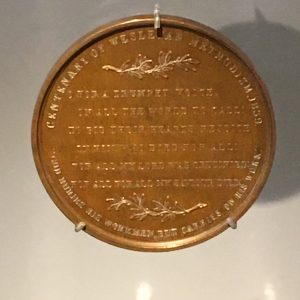 CENTENARY OF WESLEYAN METHODISM, 1839
O FOR A TRUMPET VOICE,
ON ALL THE WORLD TO CALL!
TO BID THEIR HEARTS REJOICE
IN HIM WHO DIED FOR ALL!
FOR ALL MY LORD WAS CRUCIFIED,
FOR ALL, FOR ALL MY SAVIOUR DIED.
GOD BURIES HIS WORKMEN, BUT CARRIES ON HIS WORK